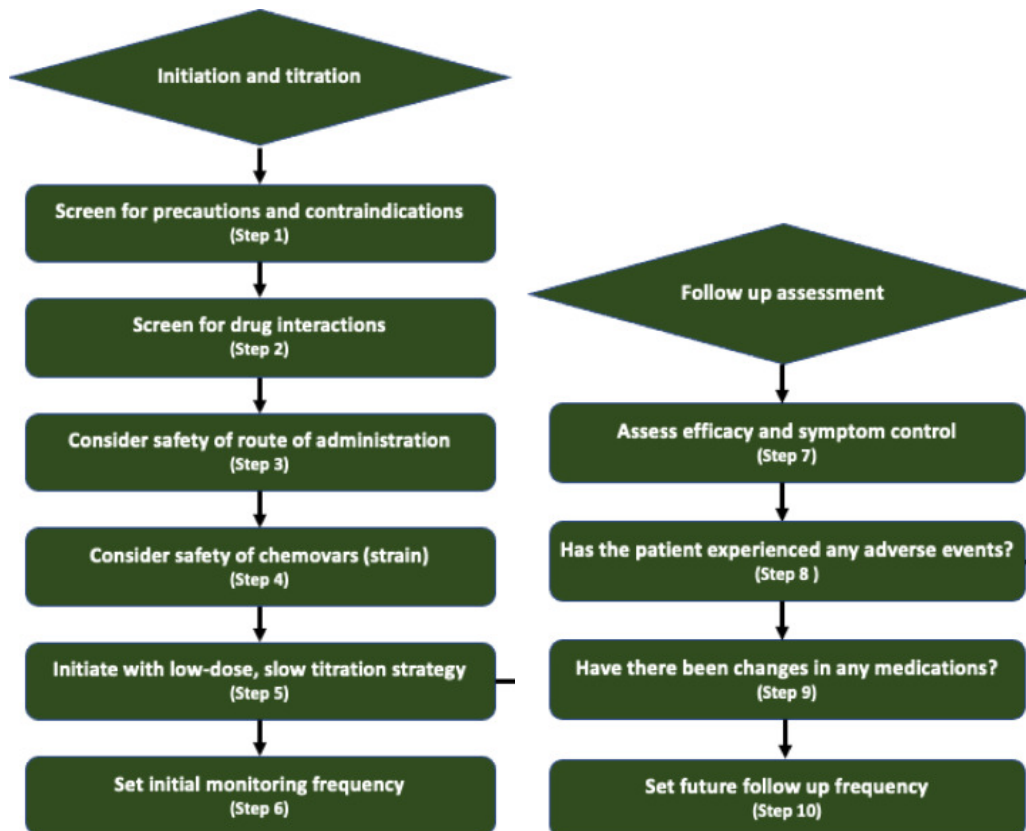 Initiation and titration
Screen for precautions and contraindications
(Step 1)
Screen for drug interactions
(Step 2)
Consider safety of route of administration
(Step 3)
Consider safety of chemovars (strain)
(Step 4)
Initiate with low-dose, slow titration strategy
(Step 5)
Set initial monitoring frequency
(Step 6)
Follow up assessment
Assess efficacy and symptom control
(Step 7)
Has the patient experienced any adverse events?
(Step 8 )
Have there been changes in any medications?
(Step 9)
Set future follow up frequency
(Step 10)